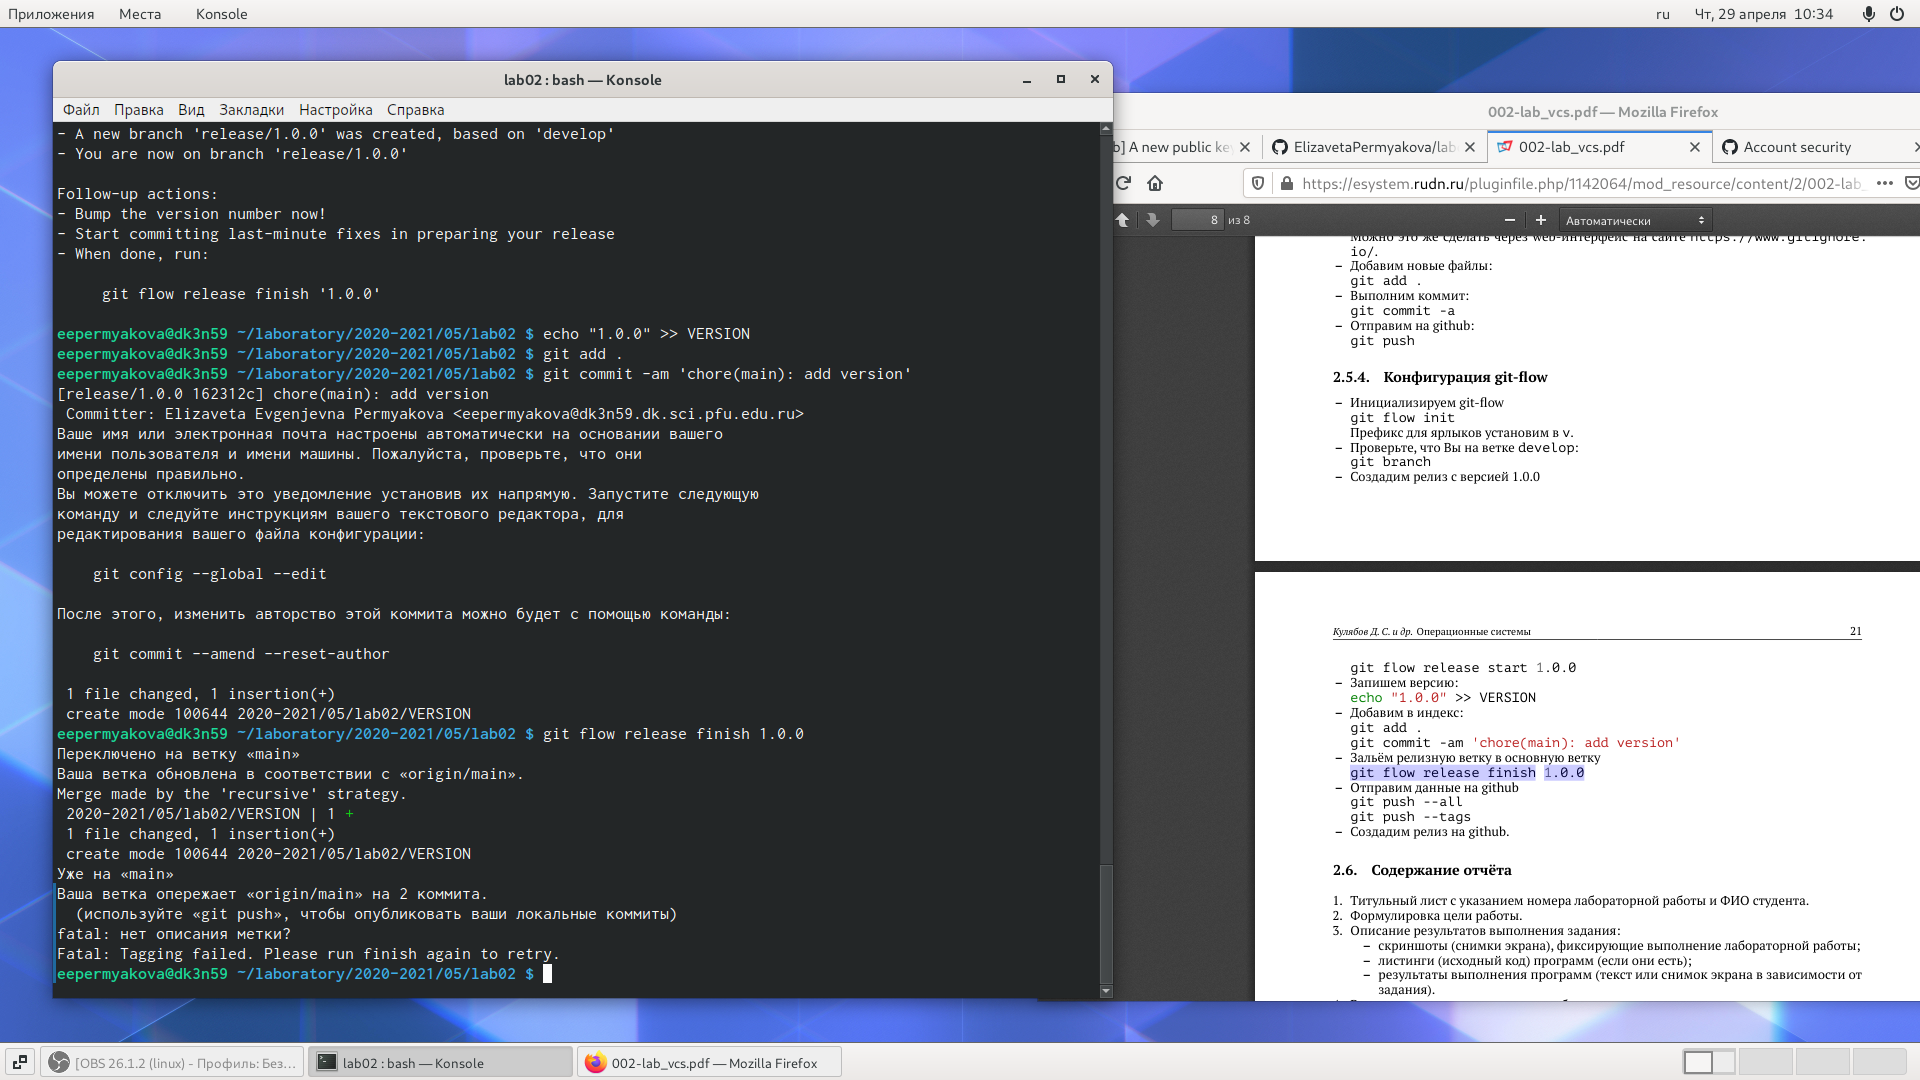 Приложения Места Konsole ru Чт, 29 апреля 10:34
lab02 : bash — Konsole
Файл Правка Вид Закладки Настройка Справка
- A new branch 'release/1.0.0' was created, based on 'develop'
- You are now on branch 'release/1.0.0'
Follow-up actions:
- Bump the version number now!
- Start committing last-minute fixes in preparing your release
- When done, run:
git flow release finish '1.0.0'
eepermyakova@dk3n59 ~/laboratory/2020-2021/05/lab02 $ echo "1.0.0" >> VERSION
eepermyakova@dk3n59 ~/laboratory/2020-2021/05/lab02 $ git add .
eepermyakova@dk3n59 ~/laboratory/2020-2021/05/lab02 $ git commit -am 'chore(main): add version'
[release/1.0.0 162312c] chore(main): add version
Committer: Elizaveta Evgenjevna Permyakova <eepermyakova@dk3n59.dk.sci.pfu.edu.ru>
Ваше имя или электронная почта настроены автоматически на основании вашего
имени пользователя и имени машины. Пожалуйста, проверьте, что они
определены правильно.
Вы можете отключить это уведомление установив их напрямую. Запустите следующую
команду и следуйте инструкциям вашего текстового редактора, для
редактирования вашего файла конфигурации:
git config --global --edit
После этого, изменить авторство этой коммита можно будет с помощью команды:
git commit --amend --reset-author
1 file changed, 1 insertion(+)
create mode 100644 2020-2021/05/lab02/VERSION
eepermyakova@dk3n59 ~/laboratory/2020-2021/05/lab02 $ git flow release finish 1.0.0
Переключено на ветку «main»
Ваша ветка обновлена в соответствии с «origin/main».
Merge made by the 'recursive' strategy.
2020-2021/05/lab02/VERSION | 1 +
1 file changed, 1 insertion(+)
create mode 100644 2020-2021/05/lab02/VERSION
Уже на «main»
Ваша ветка опережает «origin/main» на 2 коммита.
(используйте «git push», чтобы опубликовать ваши локальные коммиты)
fatal: нет описания метки?
Fatal: Tagging failed. Please run finish again to retry.
eepermyakova@dk3n59 ~/laboratory/2020-2021/05/lab02 $
002-lab_vcs.pdf — Mozilla Firefox
] A new public ke ElizavetaPermyakova/lab 002-lab_vcs.pdf Account security
https://esystem.rudn.ru/pluginfile.php/1142064/mod_resource/content/2/002-lab_
8 из 8 Автоматически
Можно это же сделать через web-интерфейс на сайте https://www.gitignore.
io/.
– Добавим новые файлы:
git add .
– Выполним коммит:
git commit -a
– Отправим на github:
git push
2.5.4. Конфигурация git-flow
– Инициализируем git-flow
git flow init
Префикс для ярлыков установим в v.
– Проверьте, что Вы на ветке develop:
git branch
– Создадим релиз с версией 1.0.0
Кулябов Д. С. и др. Операционные системы 21
git flow release start 1.0.0
– Запишем версию:
echo "1.0.0" >> VERSION
– Добавим в индекс:
git add .
git commit -am 'chore(main): add version'
– Зальём релизную ветку в основную ветку
git flow release finish 1.0.0
– Отправим данные на github
git push --all
git push --tags
– Создадим релиз на github.
2.6. Содержание отчёта
1. Титульный лист с указанием номера лабораторной работы и ФИО студента.
2. Формулировка цели работы.
3. Описание результатов выполнения задания:
– скриншоты (снимки экрана), фиксирующие выполнение лабораторной работы;
– листинги (исходный код) программ (если они есть);
– результаты выполнения программ (текст или снимок экрана в зависимости от
задания).
[OBS 26.1.2 (linux) - Профиль: Без... lab02 : bash — Konsole 002-lab_vcs.pdf — Mozilla Firefox